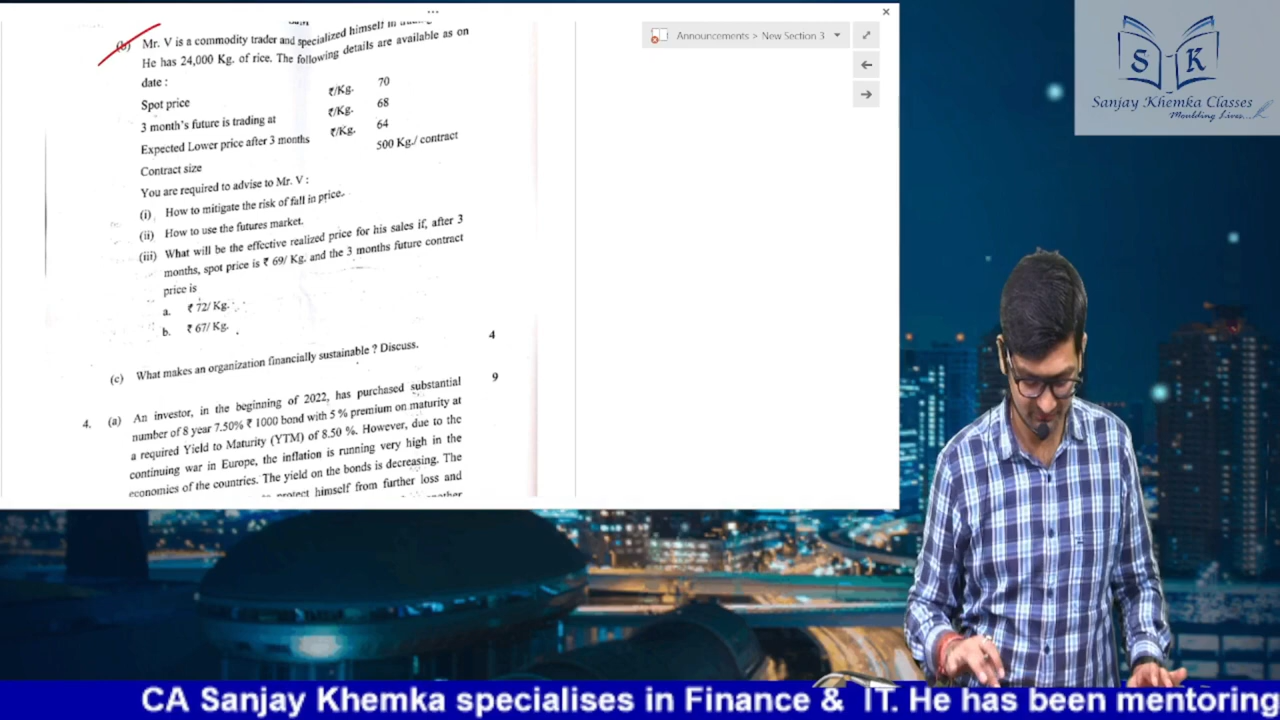 Announcements > New Section 3
(b) Mr. V is a commodity trader and specialized himself in
He has 24,000 Kg. of rice. The following details are available as on
date :
Spot price ₹/Kg. 70
3 month's future is trading at ₹/Kg. 68
Expected Lower price after 3 months ₹/Kg. 64
Contract size 500 Kg./ contract
You are required to advise to Mr. V :
(i) How to mitigate the risk of fall in price.
(ii) How to use the futures market.
(iii) What will be the effective realized price for his sales if, after 3
months, spot price is ₹ 69/ Kg. and the 3 months future contract
price is
a. ₹ 72/ Kg.
b. ₹ 67/ Kg.
4
(c) What makes an organization financially sustainable ? Discuss.
9
4. (a) An investor, in the beginning of 2022, has purchased substantial
number of 8 year 7.50% ₹ 1000 bond with 5 % premium on maturity at
a required Yield to Maturity (YTM) of 8.50 %. However, due to the
continuing war in Europe, the inflation is running very high in the
economics of the countries. The yield on the bonds is decreasing. The
protect himself from further loss and
S K
Sanjay Khemka Classes
Moulding Lives...
CA Sanjay Khemka specialises in Finance & IT. He has been mentoring